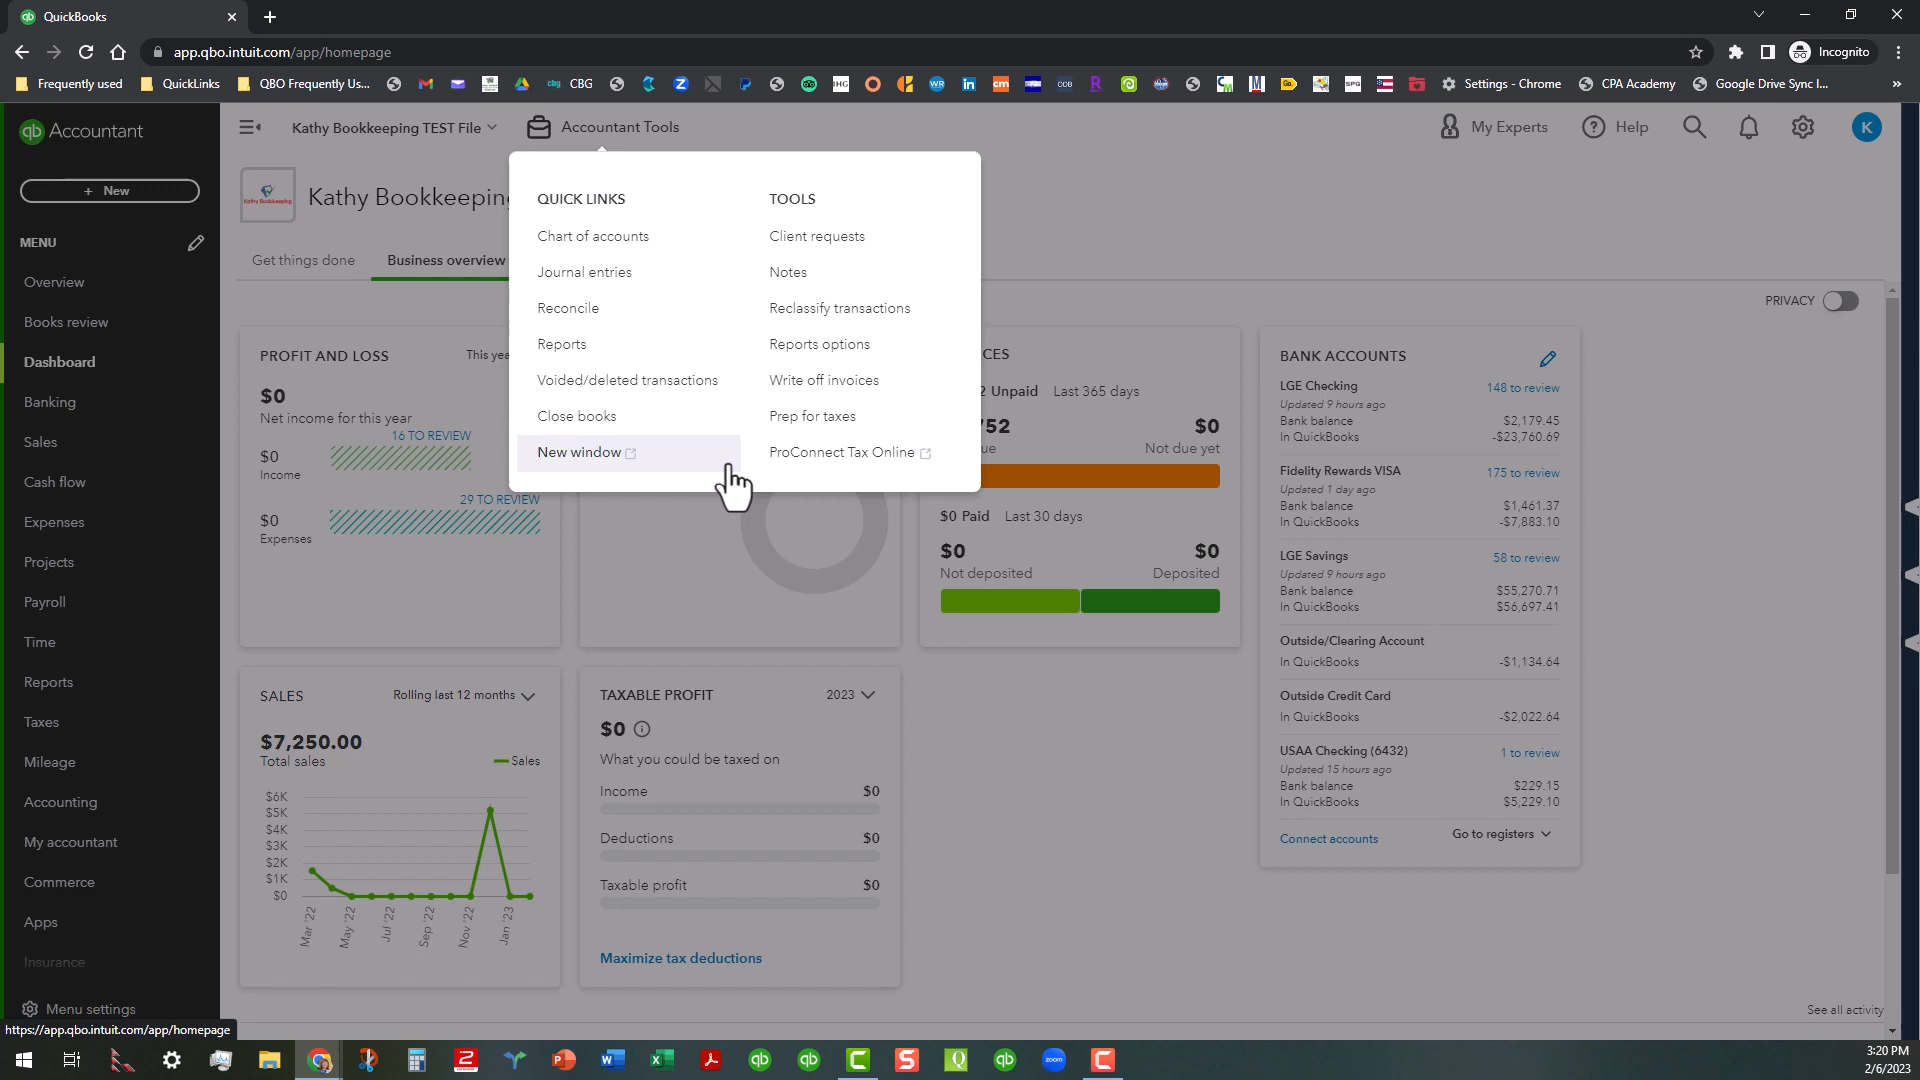 QuickBooks
app.qbo.intuit.com/app/homepage
Incognito
Frequently used
QuickLinks
QBO Frequently Us...
CBG
Settings - Chrome
CPA Academy
Google Drive Sync I...
qb Accountant
Kathy Bookkeeping TEST File
Accountant Tools
My Experts
Help
K
+ New
MENU
Overview
Books review
Dashboard
Banking
Sales
Cash flow
Expenses
Projects
Payroll
Time
Reports
Taxes
Mileage
Accounting
My accountant
Commerce
Apps
Insurance
Menu settings
https://app.qbo.intuit.com/app/homepage
Kathy Bookkeeping
Kathy Bookkeeping
Get things done
Business overview
PRIVACY
QUICK LINKS
Chart of accounts
Journal entries
Reconcile
Reports
Voided/deleted transactions
Close books
New window
TOOLS
Client requests
Notes
Reclassify transactions
Reports options
Write off invoices
Prep for taxes
ProConnect Tax Online
PROFIT AND LOSS
This yea
$0
Net income for this year
16 TO REVIEW
$0
Income
29 TO REVIEW
$0
Expenses
CES
2 Unpaid Last 365 days
752
$0
ue
Not due yet
$0 Paid Last 30 days
$0
$0
Not deposited
Deposited
BANK ACCOUNTS
LGE Checking
148 to review
Updated 9 hours ago
Bank balance $2,179.45
In QuickBooks -$23,760.69
Fidelity Rewards VISA
175 to review
Updated 1 day ago
Bank balance $1,461.37
In QuickBooks -$7,883.10
LGE Savings
58 to review
Updated 9 hours ago
Bank balance $55,270.71
In QuickBooks $56,697.41
Outside/Clearing Account
In QuickBooks -$1,134.64
Outside Credit Card
In QuickBooks -$2,022.64
USAA Checking (6432)
1 to review
Updated 15 hours ago
Bank balance $229.15
In QuickBooks $5,229.10
Connect accounts
Go to registers
SALES
Rolling last 12 months
$7,250.00
Total sales
Sales
$6K
$5K
$4K
$3K
$2K
$1K
$0
Mar '22
May '22
Jul '22
Sep '22
Nov '22
Jan '23
TAXABLE PROFIT
2023
$0
What you could be taxed on
Income $0
Deductions $0
Taxable profit $0
Maximize tax deductions
See all activity
3:20 PM
2/6/2023